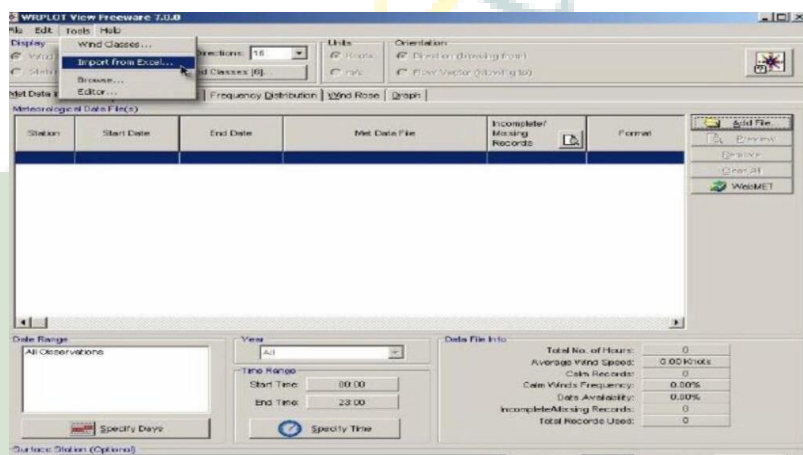 WRPLOT View Freeware 7.0.0
File Edit Tools Help
Wind Classes...
Import from Excel...
Browse...
Editor...
Display
Directions: 16
Units
Knots
m/s
Orientation
Direction (blowing from)
Flow Vector (blowing to)
Classes [6]...
Met Data
Frequency Distribution
Wind Rose
Graph
Meteorological Data File(s)
Station
Start Date
End Date
Met Data File
Incomplete/
Missing
Records
Format
Add File...
Preview
Remove
Clear All
WebMET
Date Range
All Observations
Specify Days
Year
All
Time Range
Start Time: 00:00
End Time: 23:00
Specify Time
Data File Info
Total No. of Hours: 0
Average Wind Speed: 0.00 Knots
Calm Records: 0
Calm Winds Frequency: 0.00%
Data Availability: 0.00%
Incomplete/Missing Records: 0
Total Records Used: 0
Surface Station (Optional)